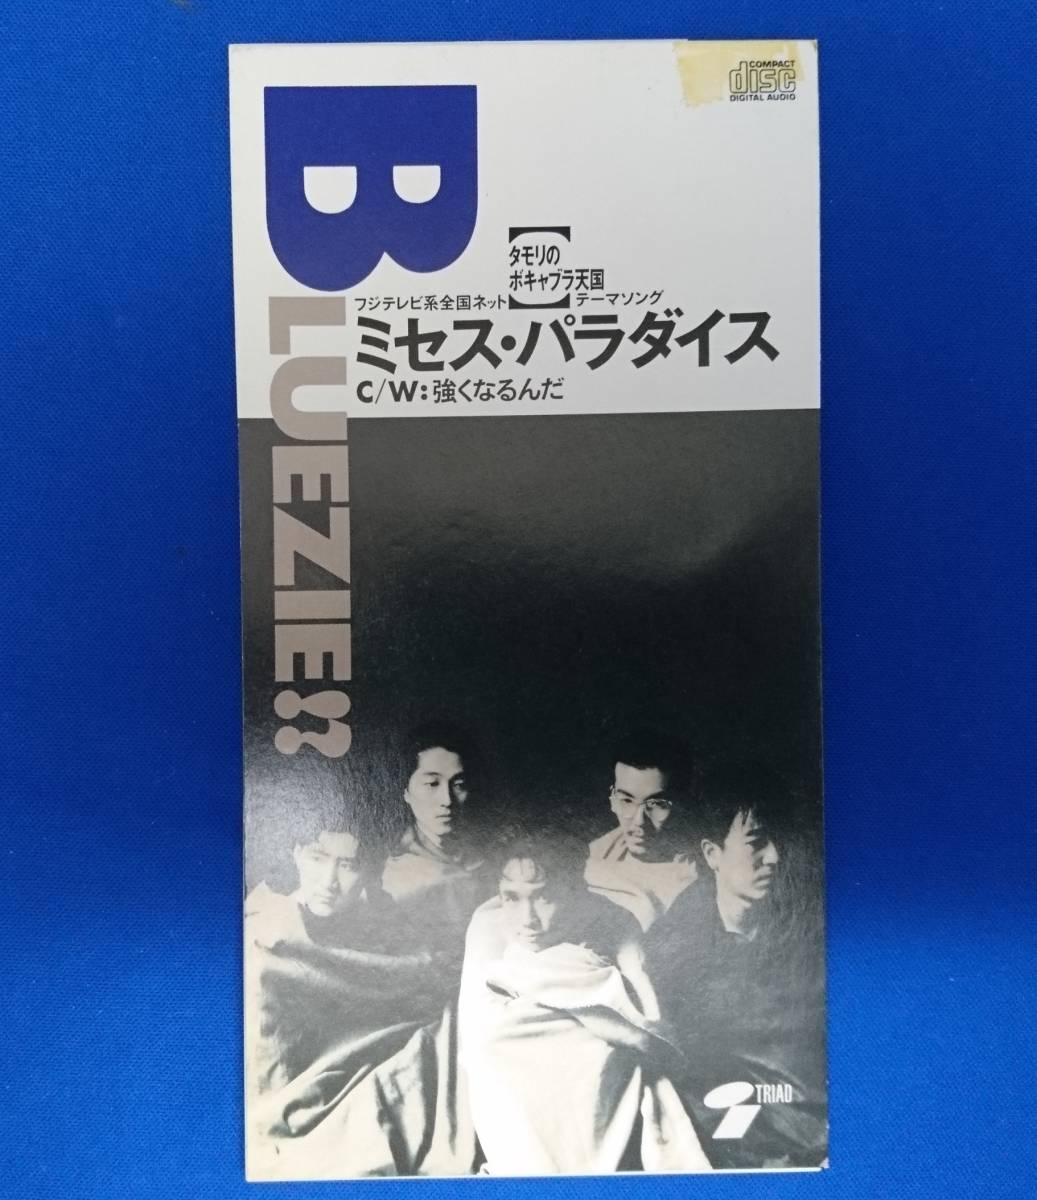 COMPACT
disc
DIGITAL AUDIO
BLUEZIE!?
【タモリの
ボキャブラ天国】
フジテレビ系全国ネット テーマソング
ミセス・パラダイス
C/W:強くなるんだ
TRIAD